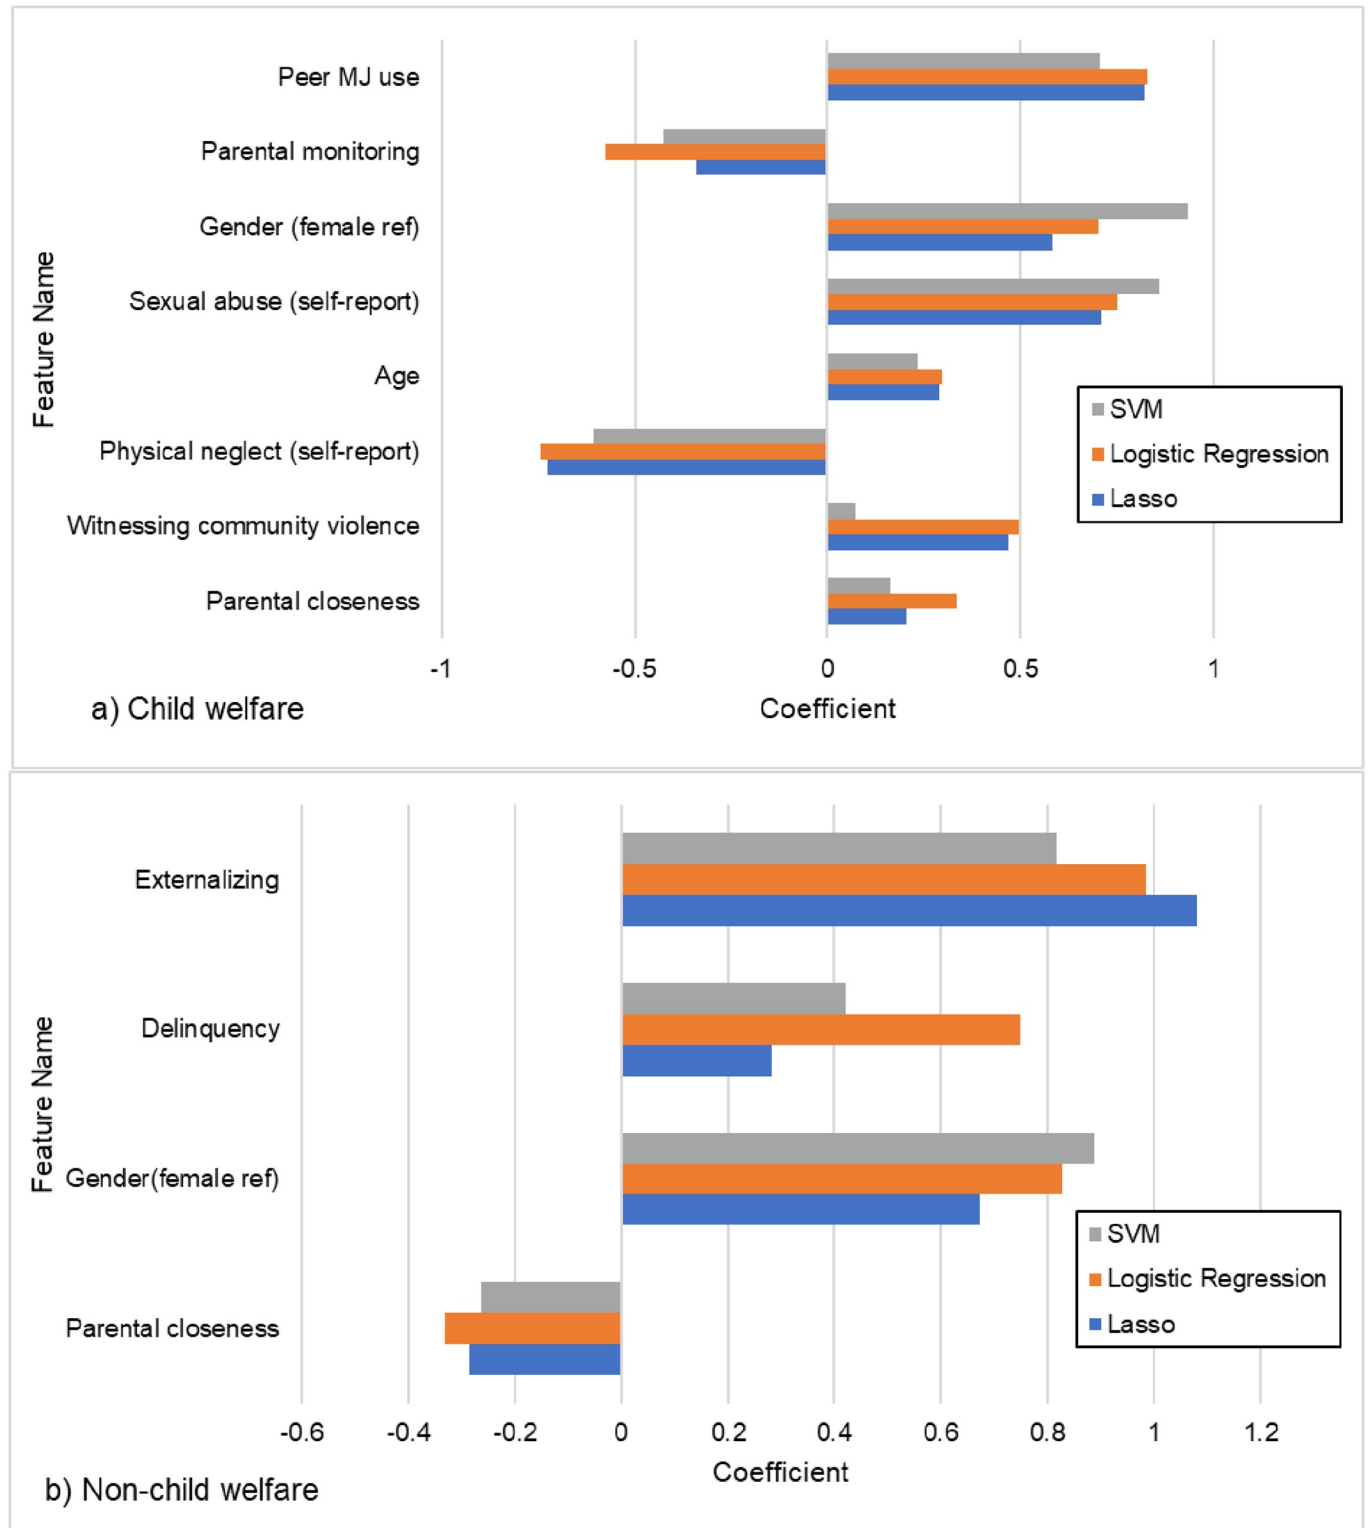 Peer MJ use
Parental monitoring
Gender (female ref)
Sexual abuse (self-report)
Age
Physical neglect (self-report)
Witnessing community violence
Parental closeness
Feature Name
SVM
Logistic Regression
Lasso
-1 -0.5 0 0.5 1
Coefficient
a) Child welfare
Externalizing
Delinquency
Gender(female ref)
Parental closeness
Feature Name
SVM
Logistic Regression
Lasso
-0.6 -0.4 -0.2 0 0.2 0.4 0.6 0.8 1 1.2
Coefficient
b) Non-child welfare